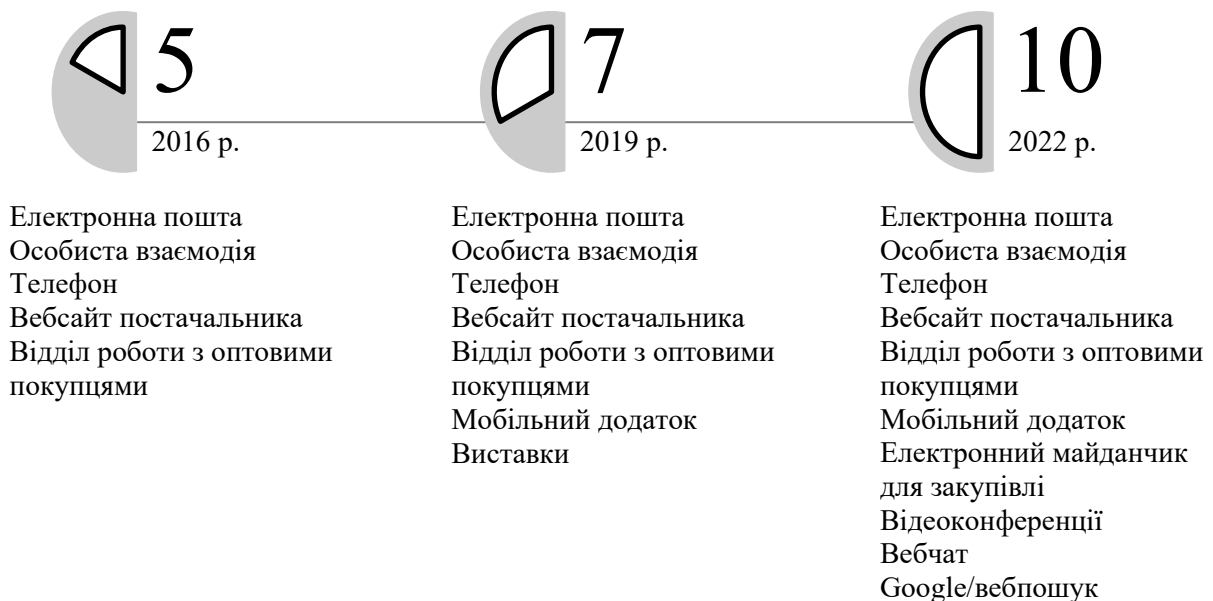 5
2016 р.
7
2019 р.
10
2022 р.
Електронна пошта
Особиста взаємодія
Телефон
Вебсайт постачальника
Відділ роботи з оптовими
покупцями
Електронна пошта
Особиста взаємодія
Телефон
Вебсайт постачальника
Відділ роботи з оптовими
покупцями
Мобільний додаток
Виставки
Електронна пошта
Особиста взаємодія
Телефон
Вебсайт постачальника
Відділ роботи з оптовими
покупцями
Мобільний додаток
Електронний майданчик
для закупівлі
Відеоконференції
Вебчат
Google/вебпошук